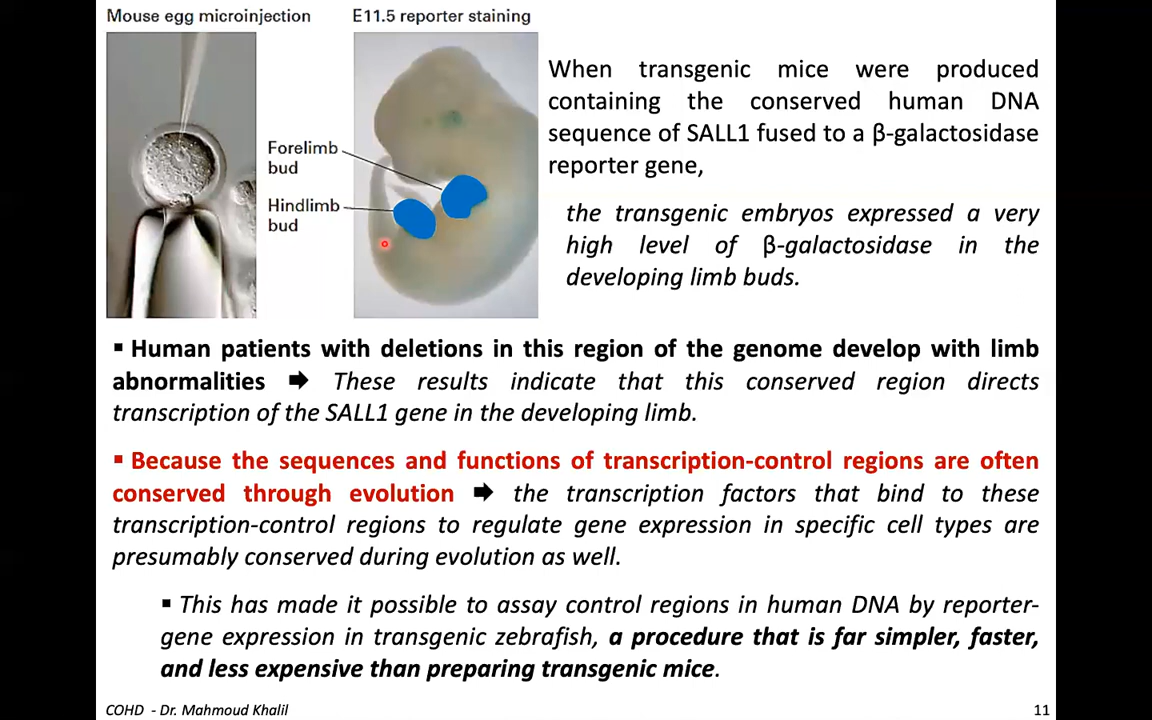 Mouse egg microinjection
E11.5 reporter staining
Forelimb
bud
Hindlimb
bud
When transgenic mice were produced
containing the conserved human DNA
sequence of SALL1 fused to a β-galactosidase
reporter gene,
the transgenic embryos expressed a very
high level of β-galactosidase in the
developing limb buds.
▪ Human patients with deletions in this region of the genome develop with limb
abnormalities ➡ These results indicate that this conserved region directs
transcription of the SALL1 gene in the developing limb.
▪ Because the sequences and functions of transcription-control regions are often
conserved through evolution ➡ the transcription factors that bind to these
transcription-control regions to regulate gene expression in specific cell types are
presumably conserved during evolution as well.
▪ This has made it possible to assay control regions in human DNA by reporter-
gene expression in transgenic zebrafish, a procedure that is far simpler, faster,
and less expensive than preparing transgenic mice.
COHD - Dr. Mahmoud Khalil
11